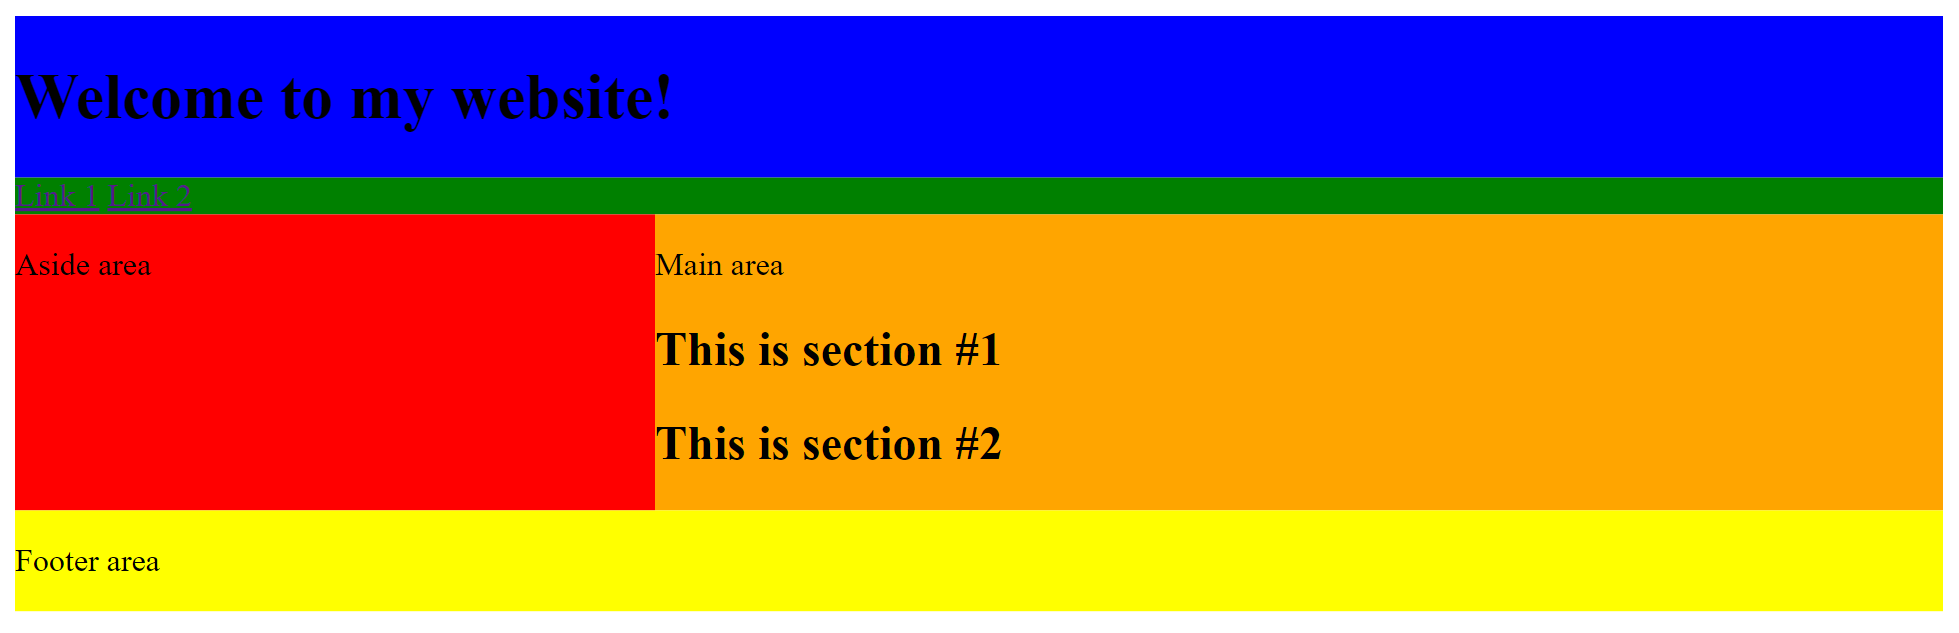 Welcome to my website!
Link 1 Link 2
Aside area
Main area
This is section #1
This is section #2
Footer area